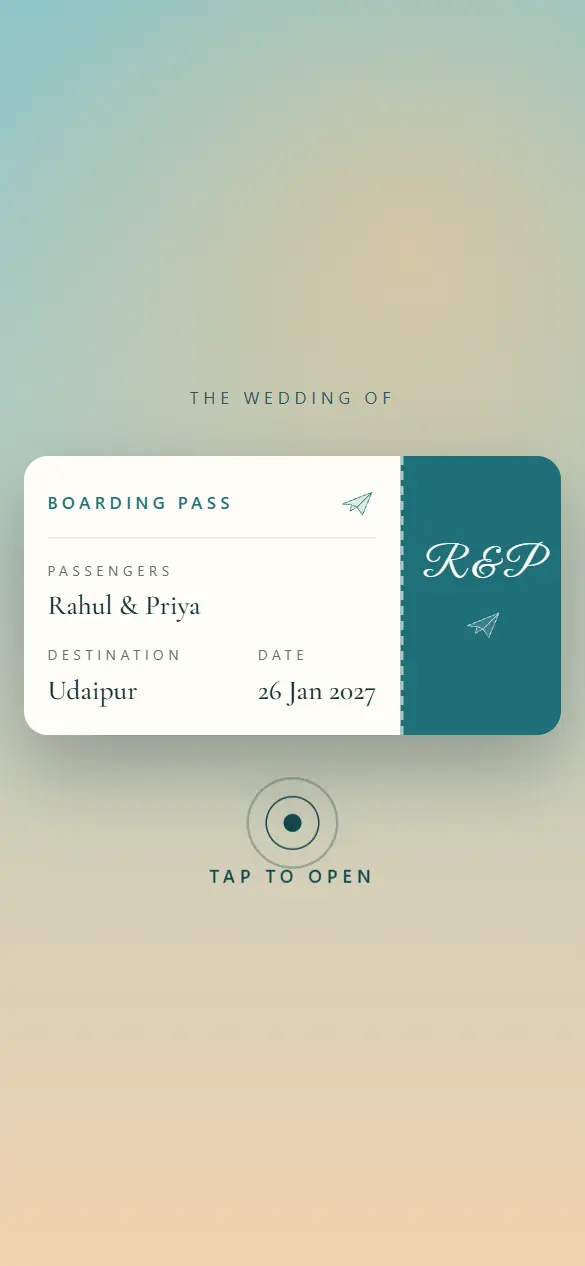 THE WEDDING OF
BOARDING PASS
PASSENGERS
Rahul & Priya
DESTINATION DATE
Udaipur 26 Jan 2027
R&P
TAP TO OPEN